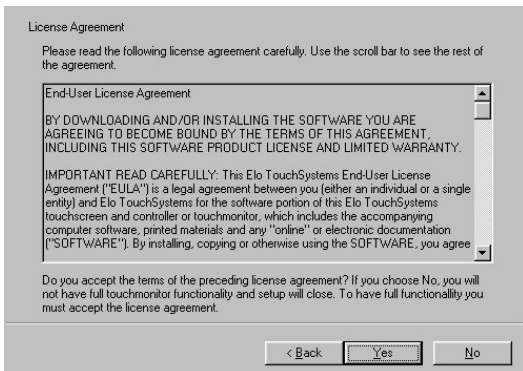 License Agreement
Please read the following license agreement carefully. Use the scroll bar to see the rest of
the agreement.
End-User License Agreement
BY DOWNLOADING AND/OR INSTALLING THE SOFTWARE YOU ARE
AGREEING TO BECOME BOUND BY THE TERMS OF THIS AGREEMENT,
INCLUDING THIS SOFTWARE PRODUCT LICENSE AND LIMITED WARRANTY.
IMPORTANT READ CAREFULLY: This Elo TouchSystems End-User License
Agreement ("EULA") is a legal agreement between you (either an individual or a single
entity) and Elo TouchSystems for the software portion of this Elo TouchSystems
touchscreen and controller or touchmonitor, which includes the accompanying
computer software, printed materials and any "online" or electronic documentation
("SOFTWARE"). By installing, copying or otherwise using the SOFTWARE, you agree
Do you accept the terms of the preceding license agreement? If you choose No, you will
not have full touchmonitor functionality and setup will close. To have full functionallity you
must accept the license agreement.
< Back Yes No